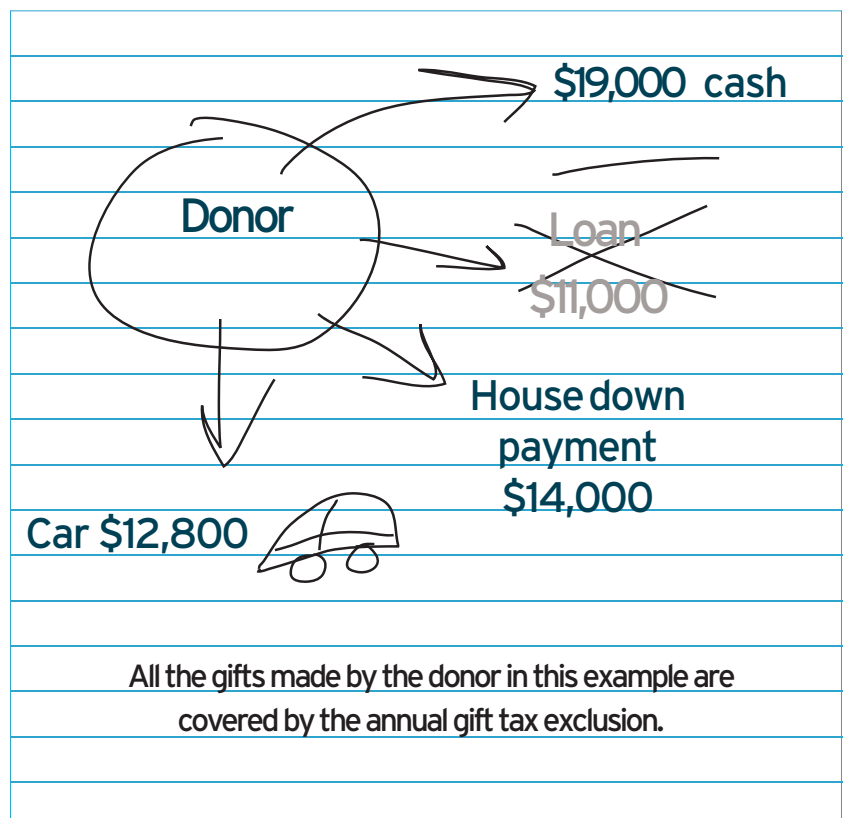 $19,000 cash
Donor
Loan
$11,000
House down
payment
$14,000
Car $12,800
All the gifts made by the donor in this example are
covered by the annual gift tax exclusion.